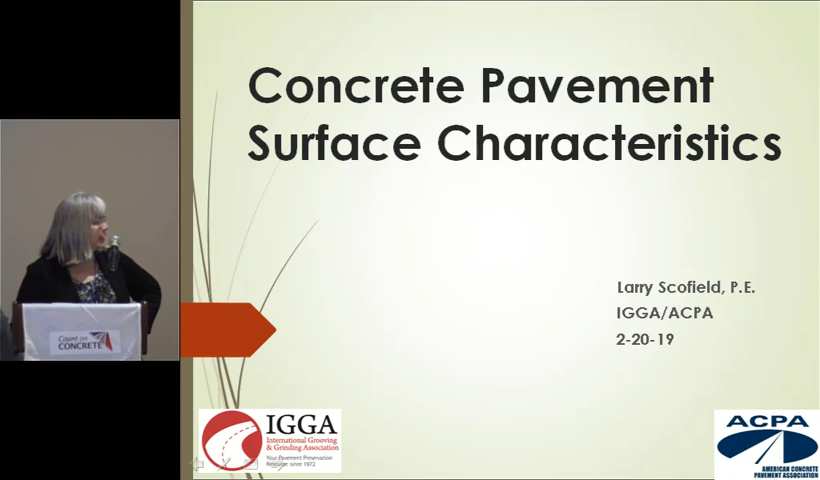 Concrete Pavement
Surface Characteristics
Larry Scofield, P.E.
IGGA/ACPA
2-20-19
Count on
CONCRETE
IGGA
International Grooving
& Grinding Association
Your Pavement Preservation
Resource since 1972
ACPA
AMERICAN CONCRETE
PAVEMENT ASSOCIATION